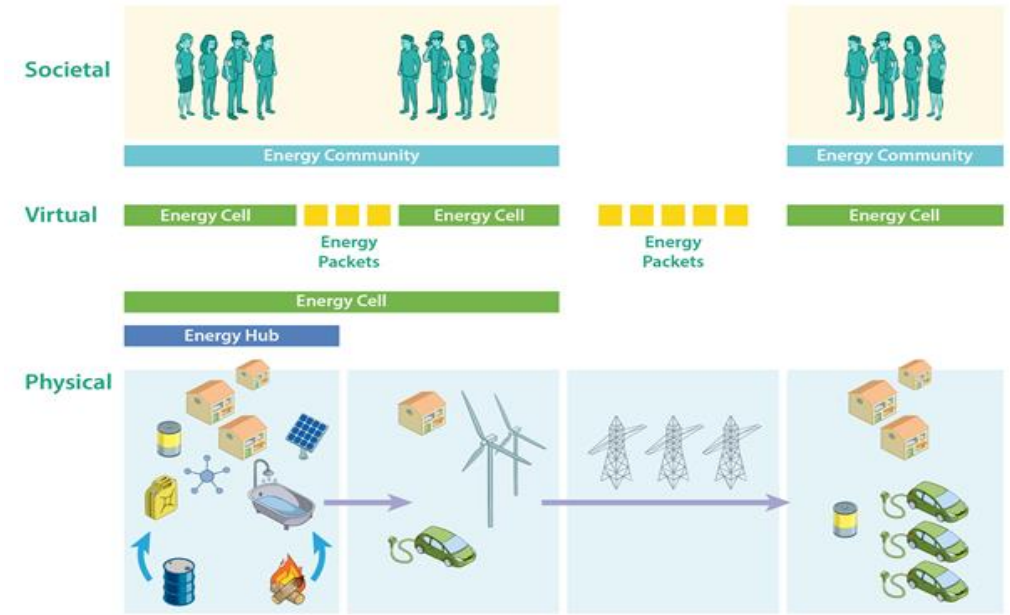 Societal
Energy Community
Energy Community
Virtual
Energy Cell
Energy Cell
Energy Cell
Energy
Packets
Energy
Packets
Energy Cell
Energy Hub
Physical